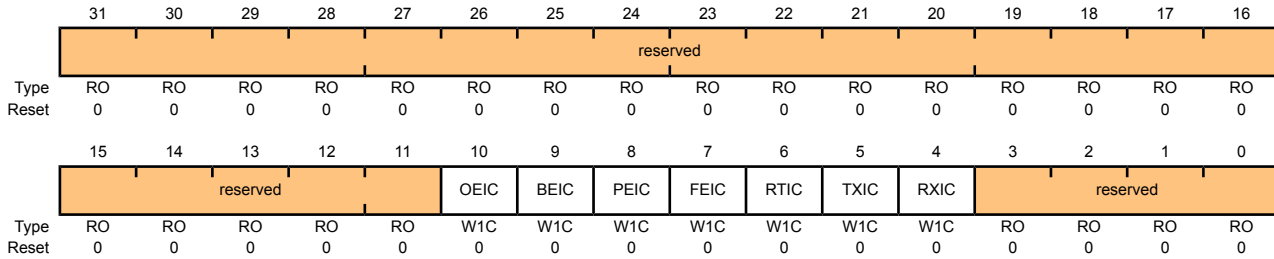 31 30 29 28 27 26 25 24 23 22 21 20 19 18 17 16
reserved
Type RO RO RO RO RO RO RO RO RO RO RO RO RO RO RO RO
Reset 0 0 0 0 0 0 0 0 0 0 0 0 0 0 0 0
15 14 13 12 11 10 9 8 7 6 5 4 3 2 1 0
reserved OEIC BEIC PEIC FEIC RTIC TXIC RXIC reserved
Type RO RO RO RO RO W1C W1C W1C W1C W1C W1C W1C RO RO RO RO
Reset 0 0 0 0 0 0 0 0 0 0 0 0 0 0 0 0